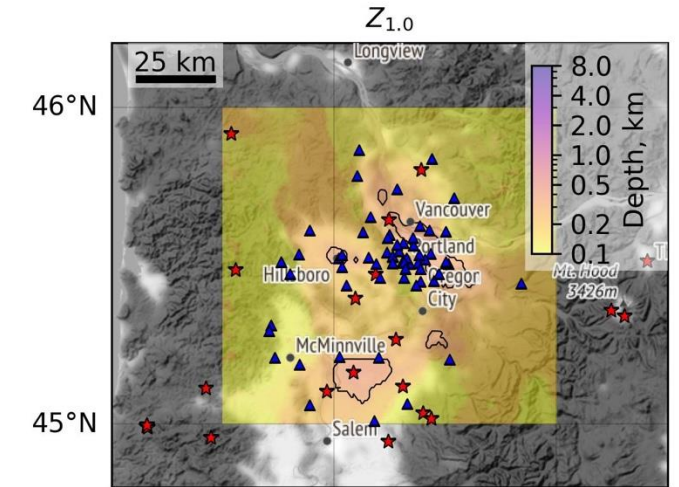 Z1.0
25 km
Longview
8.0
4.0
2.0
1.0
0.5
0.2
0.1
Depth, km
46°N
Vancouver
Portland
Hillsboro
Oregon
City
Mt. Hood
3426m
McMinnville
45°N
Salem